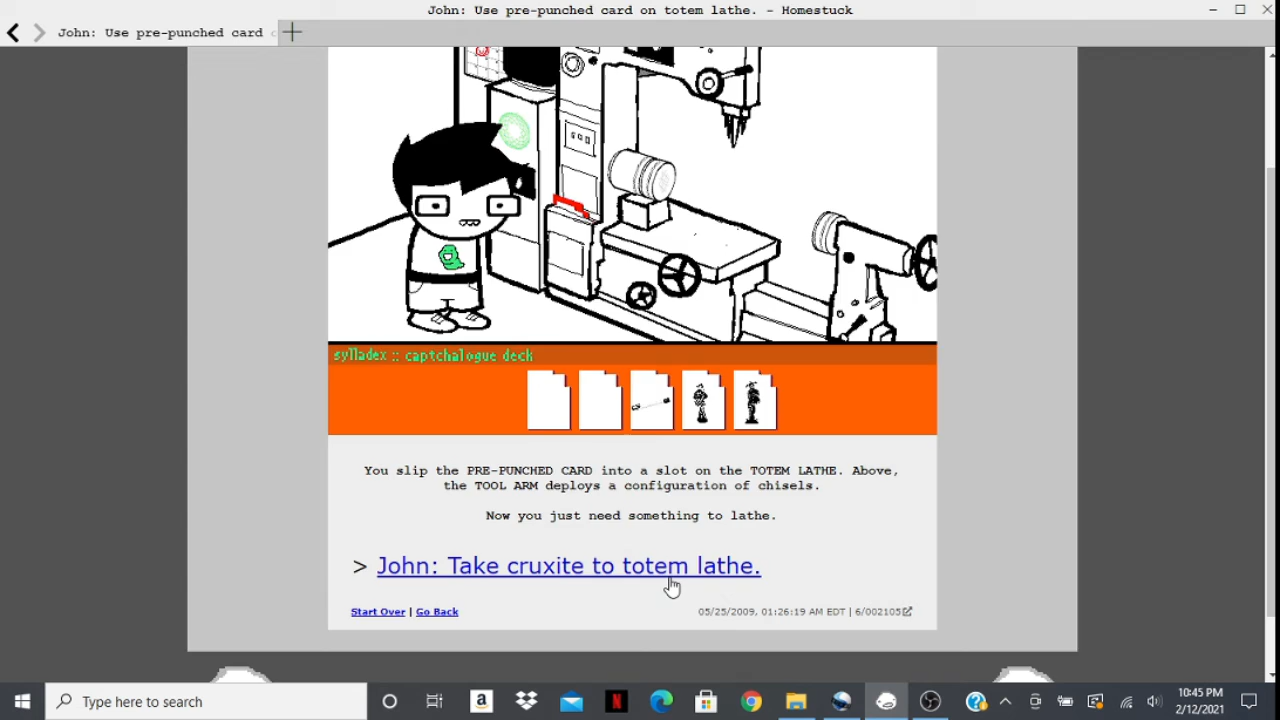 John: Use pre-punched card on totem lathe. - Homestuck
John: Use pre-punched card
sylladex :: captchalogue deck
You slip the PRE-PUNCHED CARD into a slot on the TOTEM LATHE. Above,
the TOOL ARM deploys a configuration of chisels.
Now you just need something to lathe.
> John: Take cruxite to totem lathe.
Start Over | Go Back
05/25/2009, 01:26:19 AM EDT | 6/002105
Type here to search
10:45 PM
2/12/2021